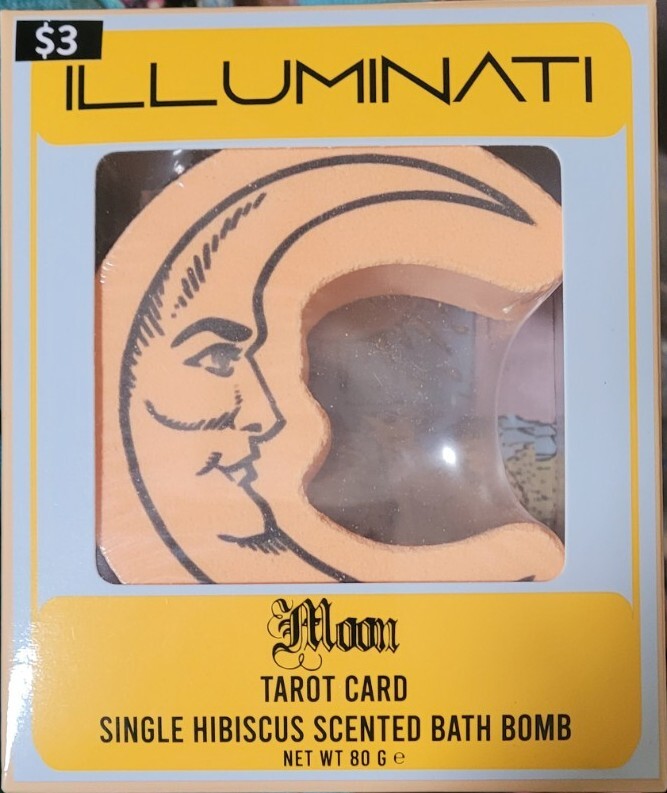 $3
ILLUMINATI
Moon
TAROT CARD
SINGLE HIBISCUS SCENTED BATH BOMB
NET WT 80 G ℮